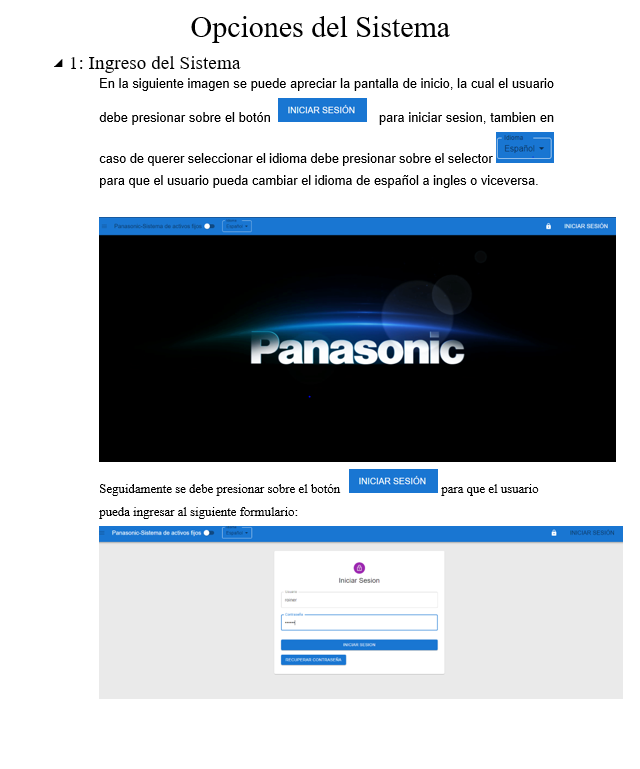 Opciones del Sistema
1: Ingreso del Sistema
En la siguiente imagen se puede apreciar la pantalla de inicio, la cual el usuario
debe presionar sobre el botón INICIAR SESIÓN para iniciar sesion, tambien en
caso de querer seleccionar el idioma debe presionar sobre el selector Idioma Español
para que el usuario pueda cambiar el idioma de español a ingles o viceversa.
Panasonic-Sistema de activos fijos Español INICIAR SESIÓN
Panasonic
Seguidamente se debe presionar sobre el botón INICIAR SESIÓN para que el usuario
pueda ingresar al siguiente formulario:
Panasonic-Sistema de activos fijos Español INICIAR SESIÓN
Iniciar Sesion
Usuario
Contraseña
INICIAR SESION
RECUPERAR CONTRASEÑA